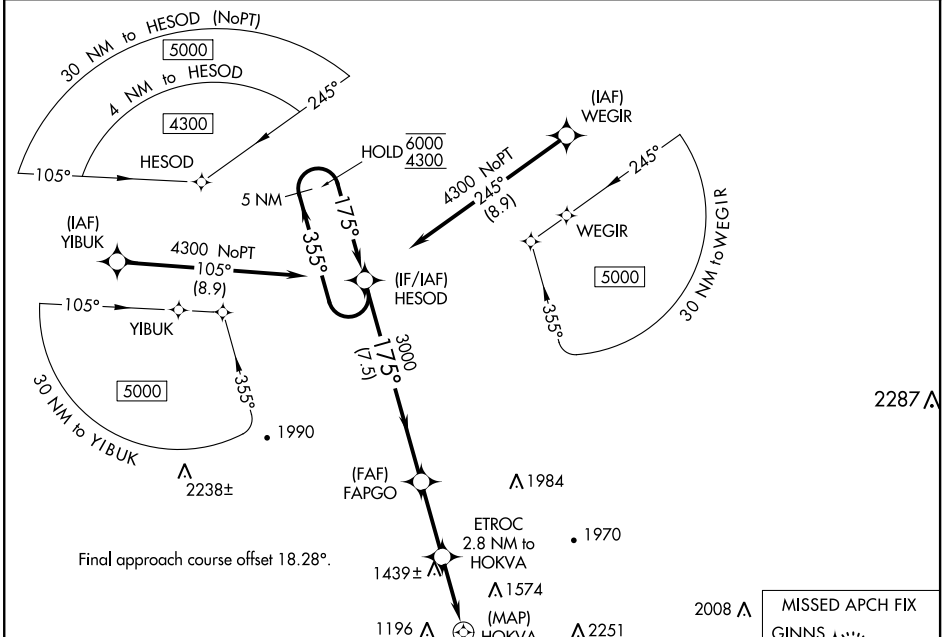 30 NM to HESOD (NoPT)
5000
4 NM to HESOD
4300
245°
HESOD
105°
HOLD 6000
4300
5 NM
175°
355°
(IAF)
WEGIR
4300 NoPT
245°
(8.9)
245°
WEGIR
5000
355°
30 NM to WEGIR
(IAF)
YIBUK
4300 NoPT
105°
(8.9)
(IF/IAF)
HESOD
105°
YIBUK
5000
355°
30 NM to YIBUK
3000
175°
(7.5)
2287
1990
2238±
(FAF)
FAPGO
1984
ETROC
2.8 NM to
HOKVA
1970
Final approach course offset 18.28°.
1439±
1574
1196
(MAP)
HOKVA
2251
2008
MISSED APCH FIX
GINNS